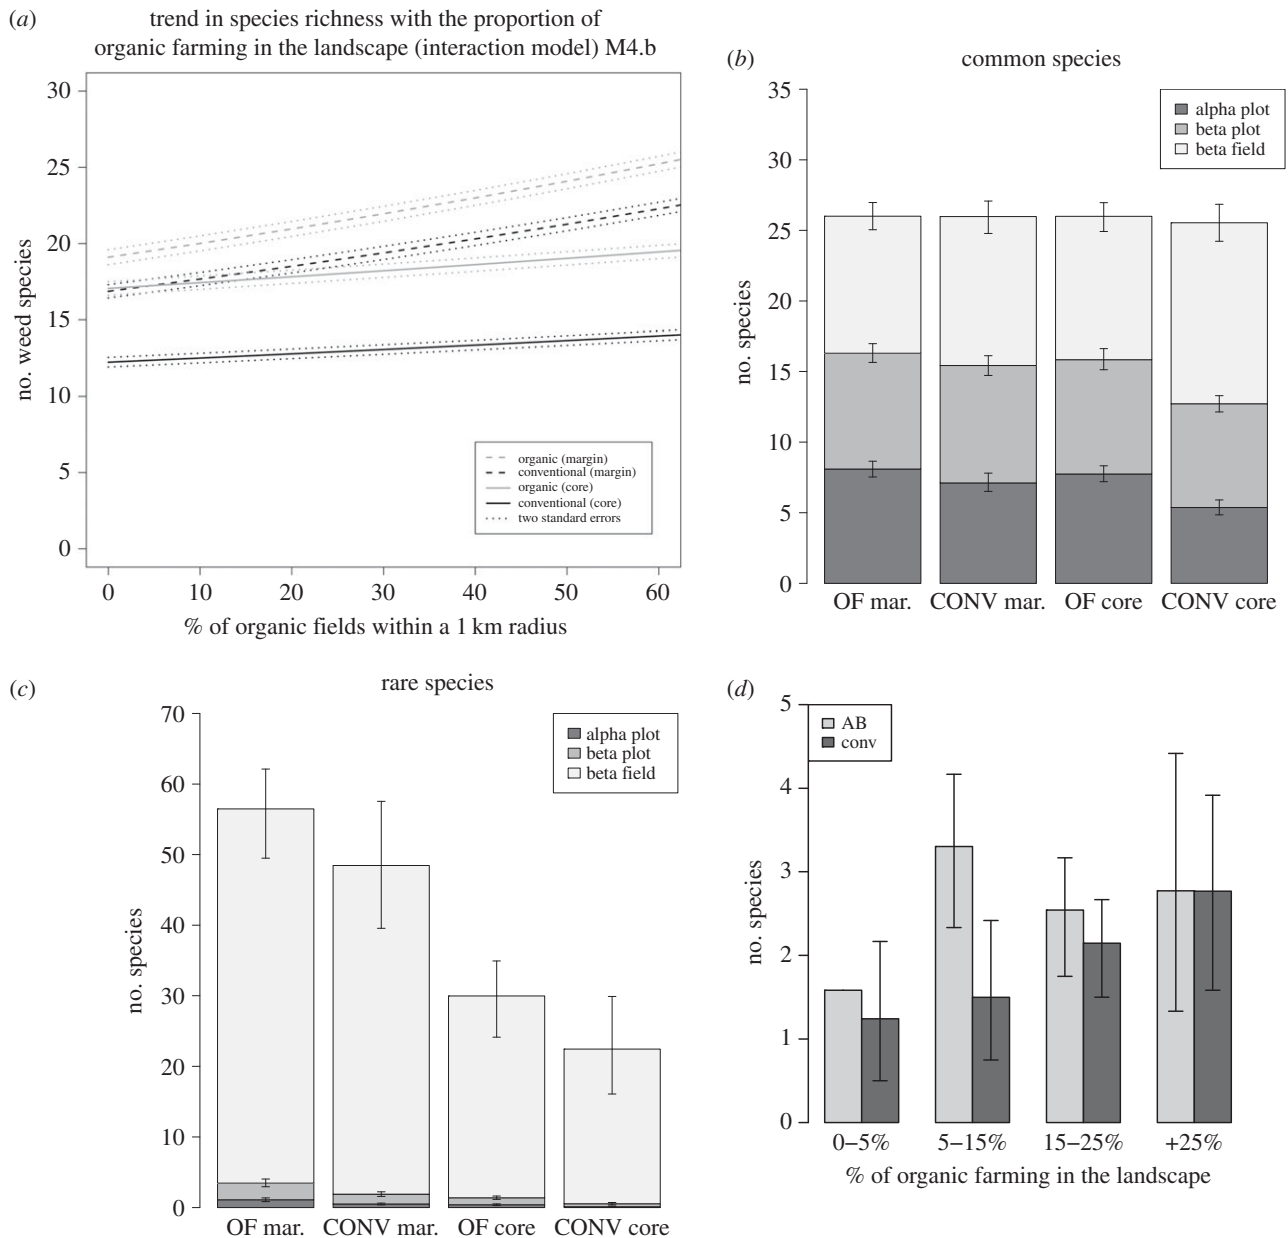 (a)
trend in species richness with the proportion of
organic farming in the landscape (interaction model) M4.b
30
25
20
15
10
5
0
no. weed species
organic (margin)
conventional (margin)
organic (core)
conventional (core)
two standard errors
0 10 20 30 40 50 60
% of organic fields within a 1 km radius
(b)
common species
35
30
25
20
15
10
5
0
no. species
alpha plot
beta plot
beta field
OF mar. CONV mar. OF core CONV core
(c)
rare species
70
60
50
40
30
20
10
0
no. species
alpha plot
beta plot
beta field
OF mar. CONV mar. OF core CONV core
(d)
5
4
3
2
1
0
no. species
AB
conv
0–5% 5–15% 15–25% +25%
% of organic farming in the landscape